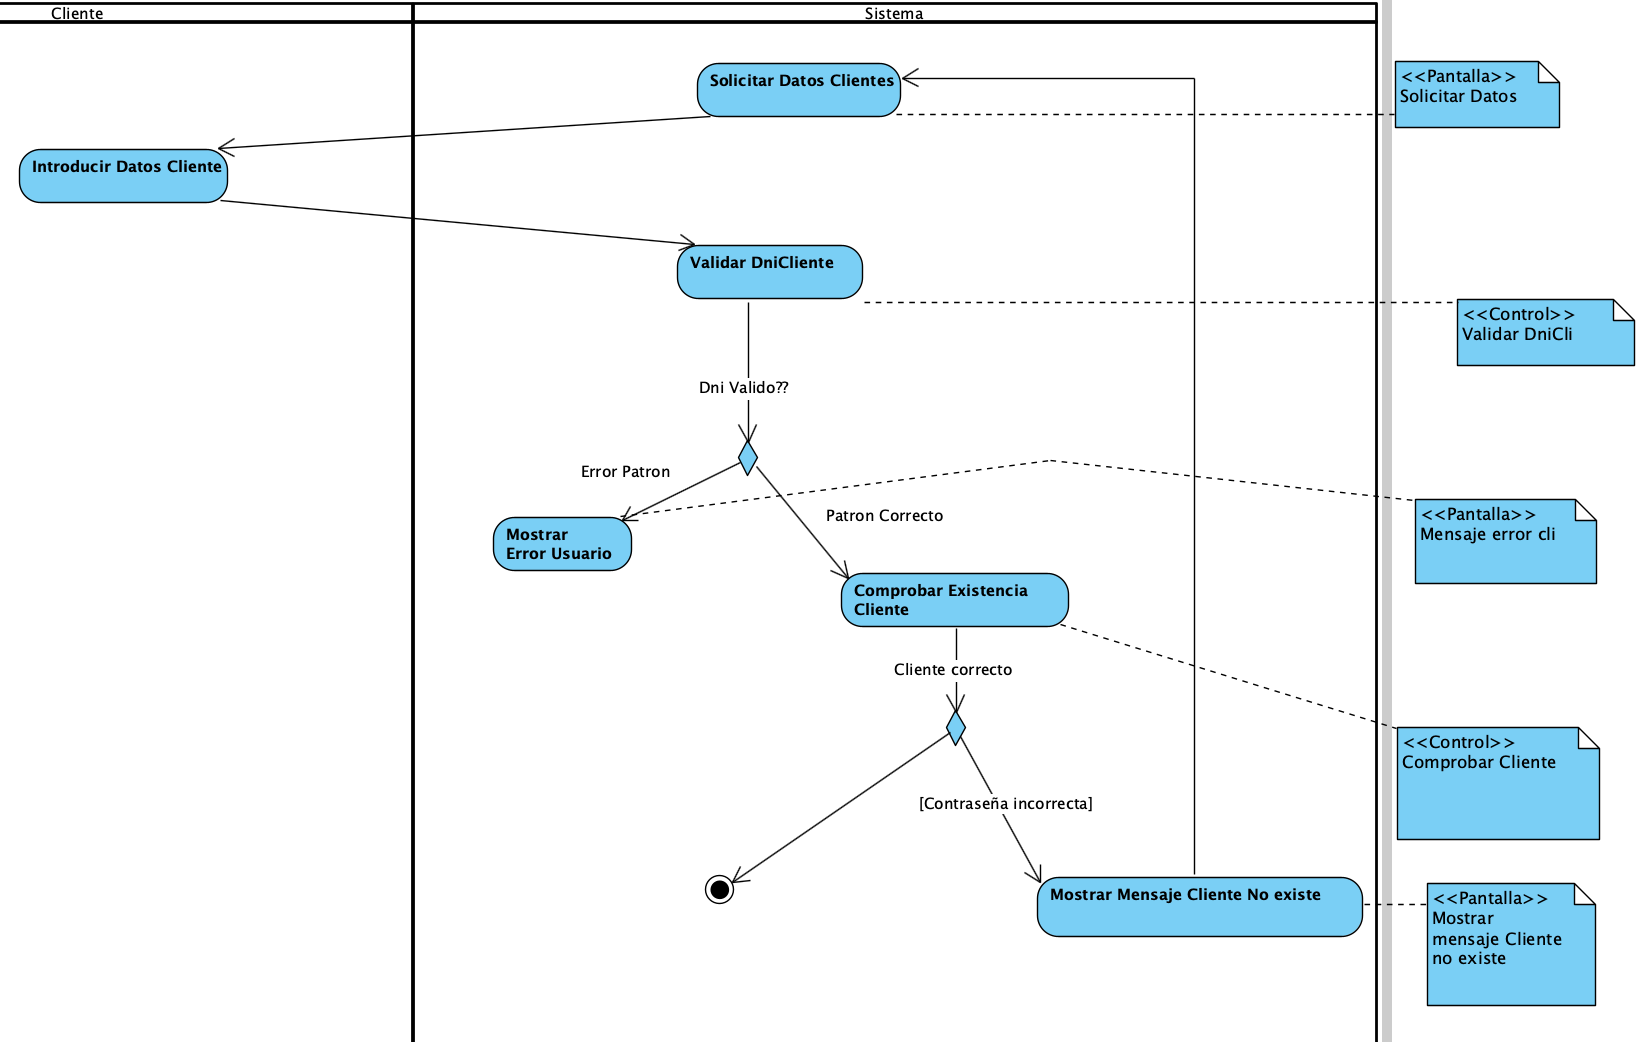 Cliente
Sistema
Solicitar Datos Clientes
<<Pantalla>>
Solicitar Datos
Introducir Datos Cliente
Validar DniCliente
<<Control>>
Validar DniCli
Dni Valido??
Error Patron
Patron Correcto
<<Pantalla>>
Mensaje error cli
Mostrar
Error Usuario
Comprobar Existencia
Cliente
Cliente correcto
<<Control>>
Comprobar Cliente
[Contraseña incorrecta]
Mostrar Mensaje Cliente No existe
<<Pantalla>>
Mostrar
mensaje Cliente
no existe